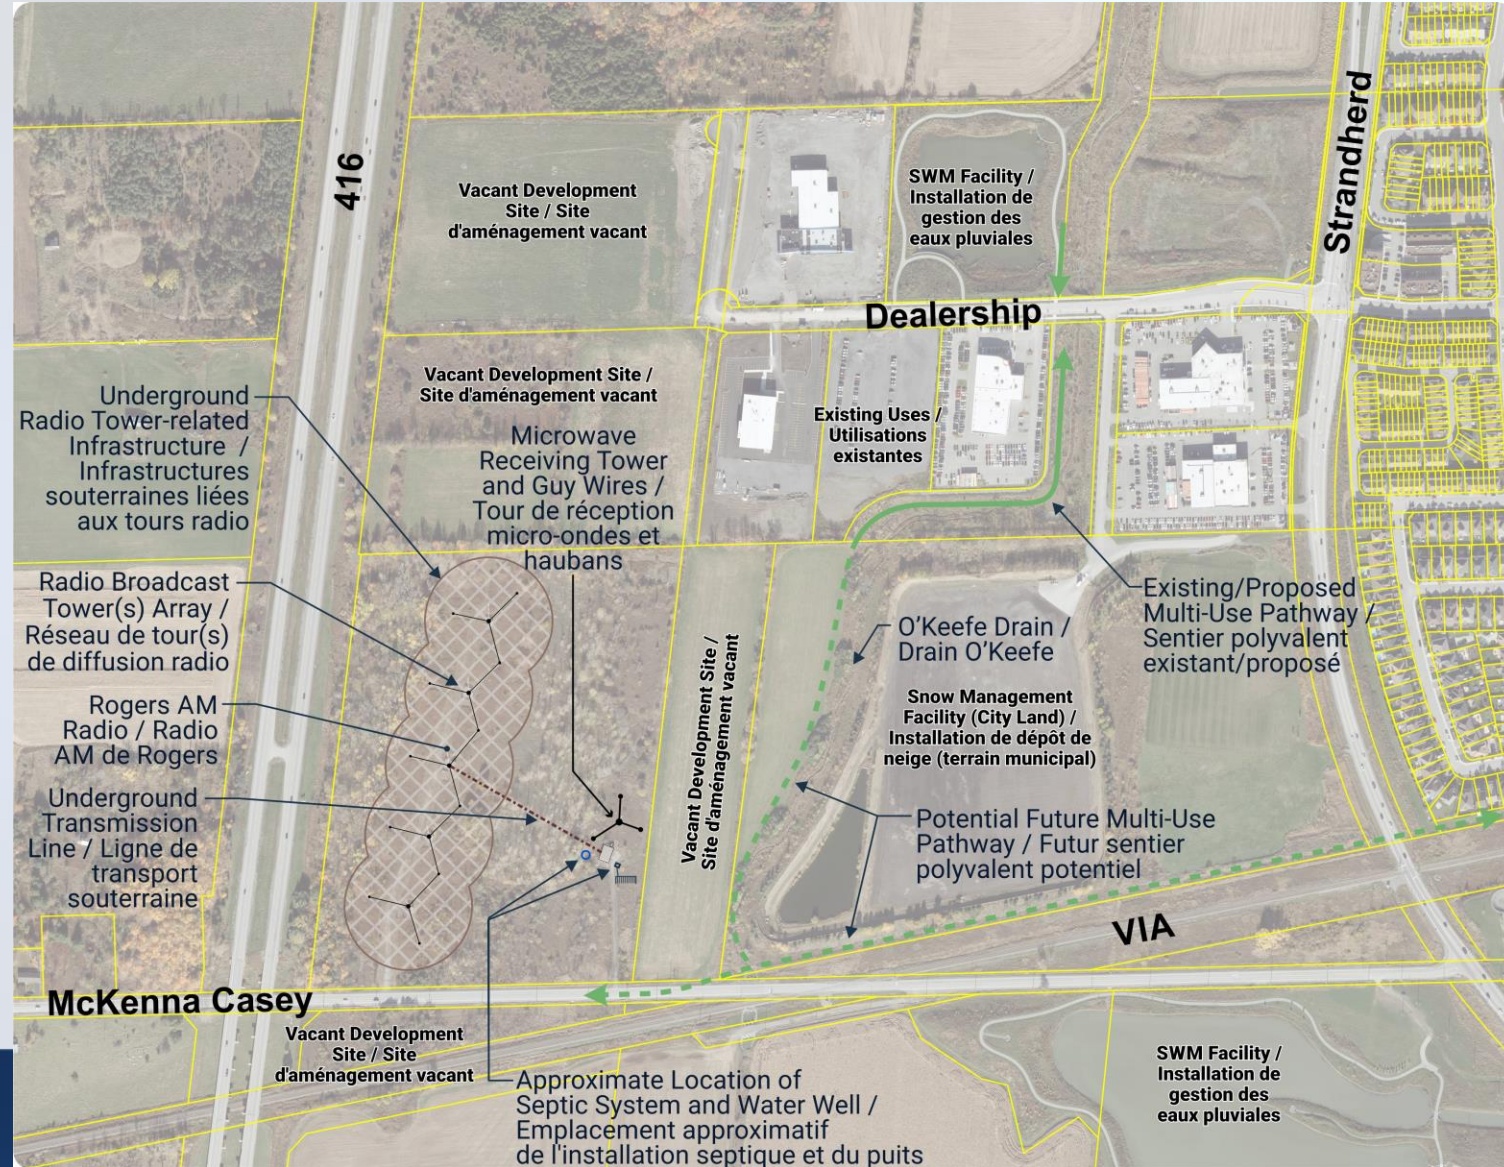 416
Strandherd
Vacant Development
Site / Site
d'aménagement vacant
SWM Facility /
Installation de
gestion des
eaux pluviales
Dealership
Vacant Development Site /
Site d'aménagement vacant
Underground
Radio Tower-related
Infrastructure /
Infrastructures
souterraines liées
aux tours radio
Microwave
Receiving Tower
and Guy Wires /
Tour de réception
micro-ondes et
haubans
Existing Uses /
Utilisations
existantes
Radio Broadcast
Tower(s) Array /
Réseau de tour(s)
de diffusion radio
Existing/Proposed
Multi-Use Pathway /
Sentier polyvalent
existant/proposé
O'Keefe Drain /
Drain O'Keefe
Vacant Development Site /
Site d'aménagement vacant
Snow Management
Facility (City Land) /
Installation de dépôt de
neige (terrain municipal)
Rogers AM
Radio / Radio
AM de Rogers
Underground
Transmission
Line / Ligne de
transport
souterraine
Potential Future Multi-Use
Pathway / Futur sentier
polyvalent potentiel
VIA
McKenna Casey
Vacant Development
Site / Site
d'aménagement vacant
SWM Facility /
Installation de
gestion des
eaux pluviales
Approximate Location of
Septic System and Water Well /
Emplacement approximatif
de l'installation septique et du puits